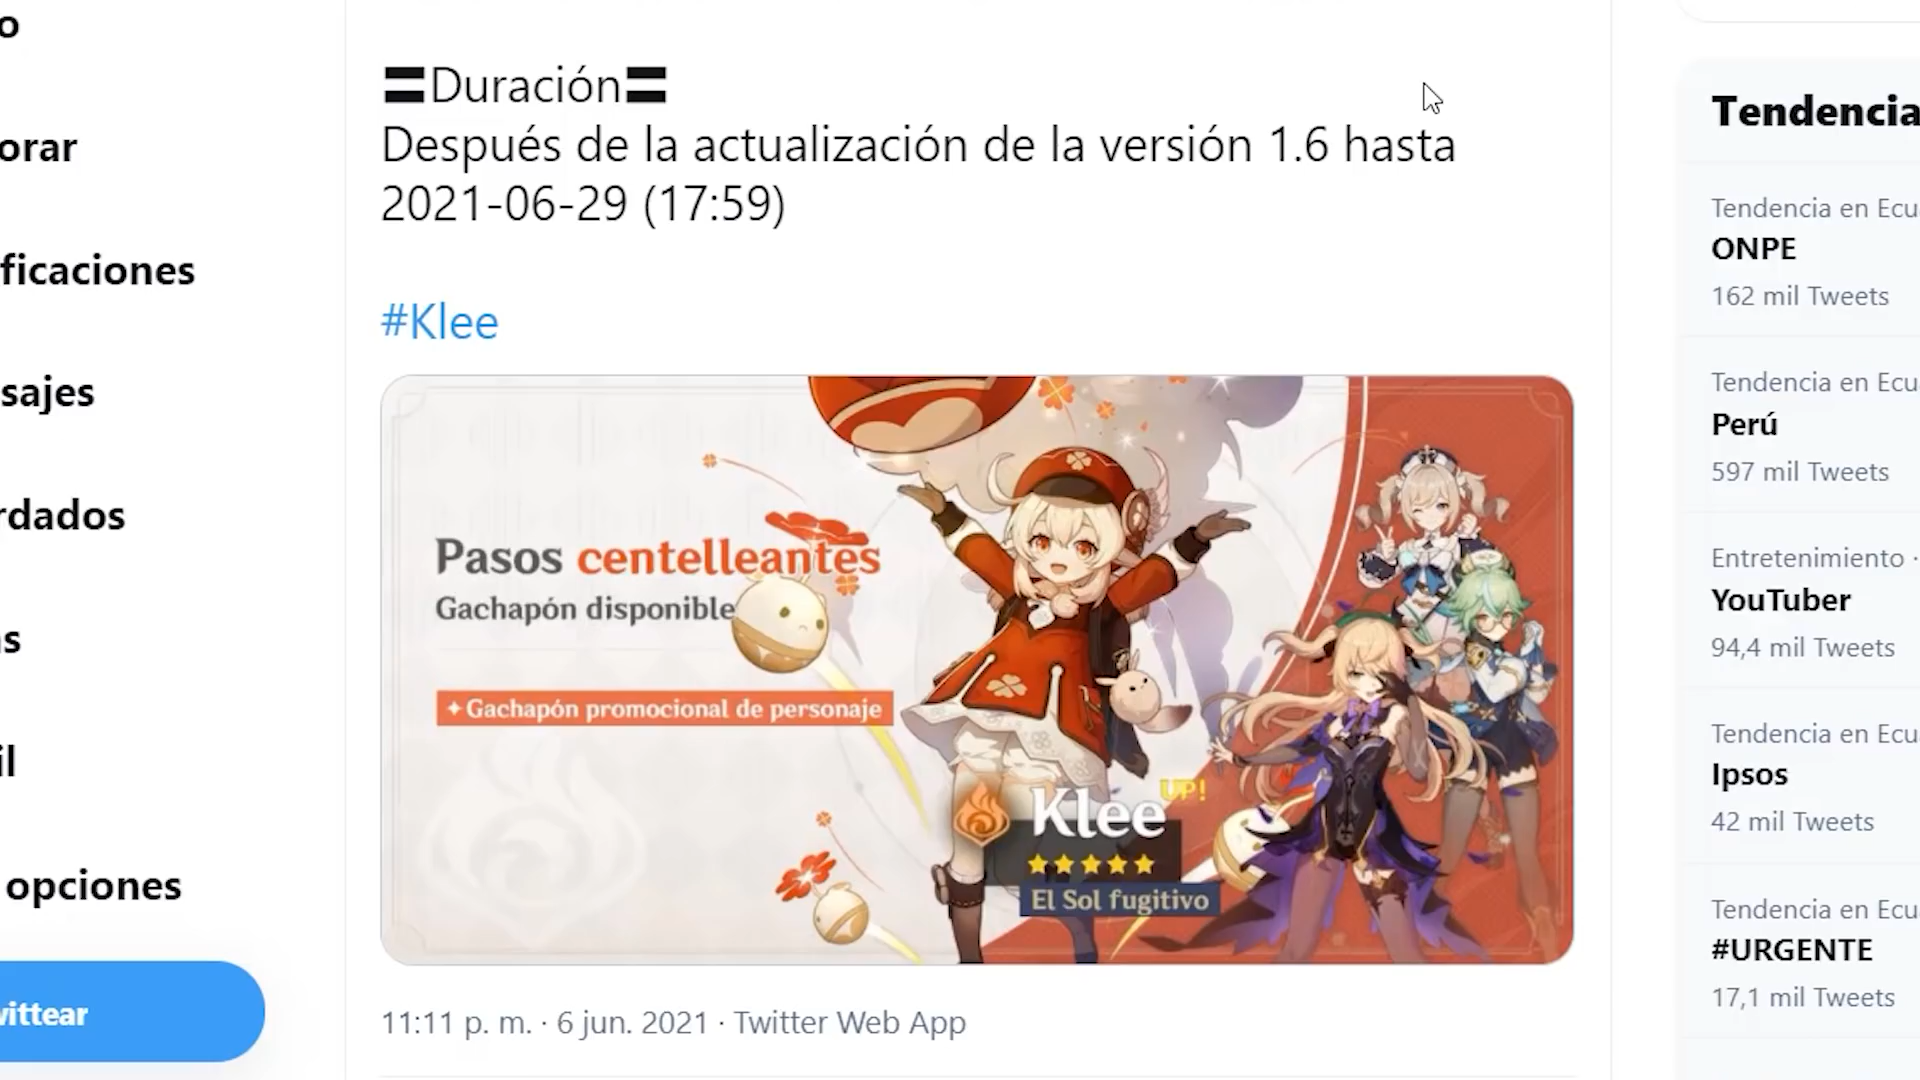 o
orar
ficaciones
sajes
rdados
s
il
opciones
wittear
〓Duración〓
Después de la actualización de la versión 1.6 hasta
2021-06-29 (17:59)
#Klee
Pasos centelleantes
Gachapón disponible
✦Gachapón promocional de personaje
Klee UP!
★★★★★
El Sol fugitivo
11:11 p. m. · 6 jun. 2021 · Twitter Web App
Tendencia
Tendencia en Ecu
ONPE
162 mil Tweets
Tendencia en Ecu
Perú
597 mil Tweets
Entretenimiento ·
YouTuber
94,4 mil Tweets
Tendencia en Ecu
Ipsos
42 mil Tweets
Tendencia en Ecu
#URGENTE
17,1 mil Tweets